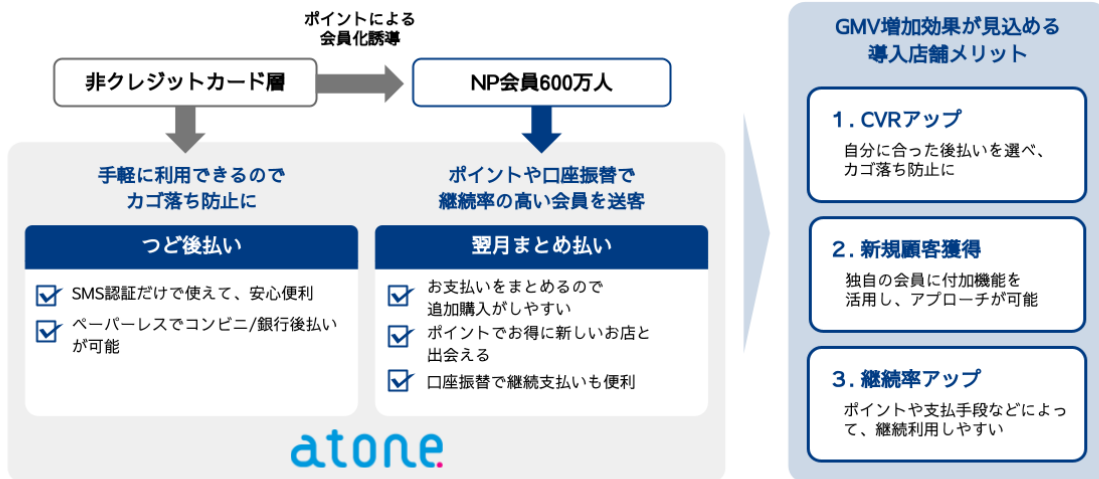 ポイントによる
会員化誘導
非クレジットカード層
NP会員600万人
手軽に利用できるので
カゴ落ち防止に
つど後払い
SMS認証だけで使えて、安心便利
ペーパーレスでコンビニ/銀行後払い
が可能
ポイントや口座振替で
継続率の高い会員を送客
翌月まとめ払い
お支払いをまとめるので
追加購入がしやすい
ポイントでお得に新しいお店と
出会える
口座振替で継続支払いも便利
atone.
GMV増加効果が見込める
導入店舗メリット
1．CVRアップ
自分に合った後払いを選べ、
カゴ落ち防止に
2．新規顧客獲得
独自の会員に付加機能を
活用し、アプローチが可能
3．継続率アップ
ポイントや支払手段などによっ
て、継続利用しやすい